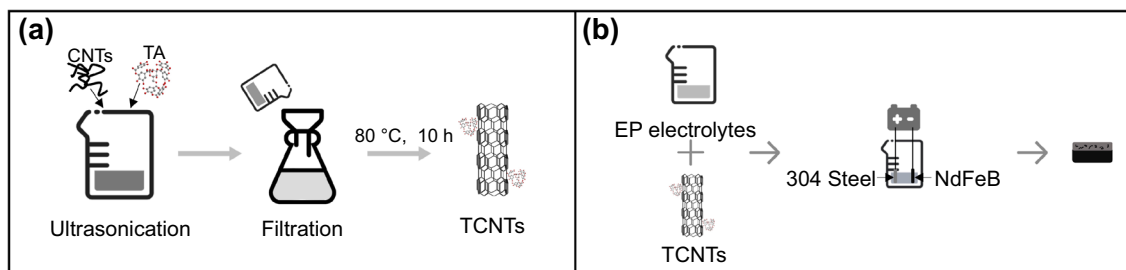 (a)
CNTs
TA
80 °C, 10 h
Ultrasonication
Filtration
TCNTs
(b)
EP electrolytes
304 Steel
NdFeB
TCNTs